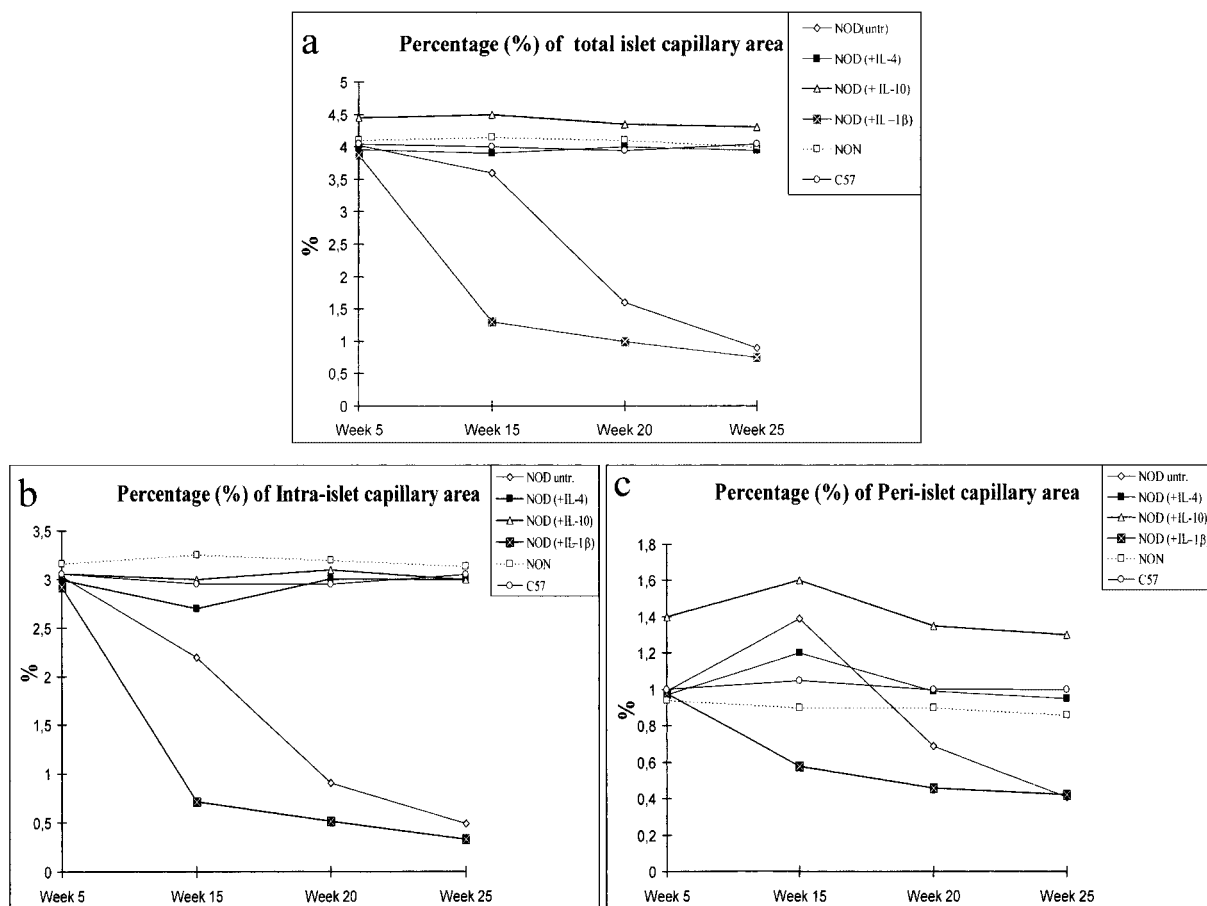 a
Percentage (%) of total islet capillary area
NOD(untr)
NOD (+IL-4)
NOD (+ IL-10)
NOD (+IL -1β)
NON
C57
5
4,5
4
3,5
3
2,5
2
1,5
1
0,5
0
%
Week 5 Week 15 Week 20 Week 25
b
Percentage (%) of Intra-islet capillary area
NOD untr.
NOD (+IL-4)
NOD (+IL-10)
NOD (+IL-1β)
NON
C57
3,5
3
2,5
2
1,5
1
0,5
0
%
Week 5 Week 15 Week 20 Week 25
c
Percentage (%) of Peri-islet capillary area
NOD untr.
NOD (+IL-4)
NOD (+IL-10)
NOD (+IL-1β)
NON
C57
1,8
1,6
1,4
1,2
1
0,8
0,6
0,4
0,2
0
%
Week 5 Week 15 Week 20 Week 25